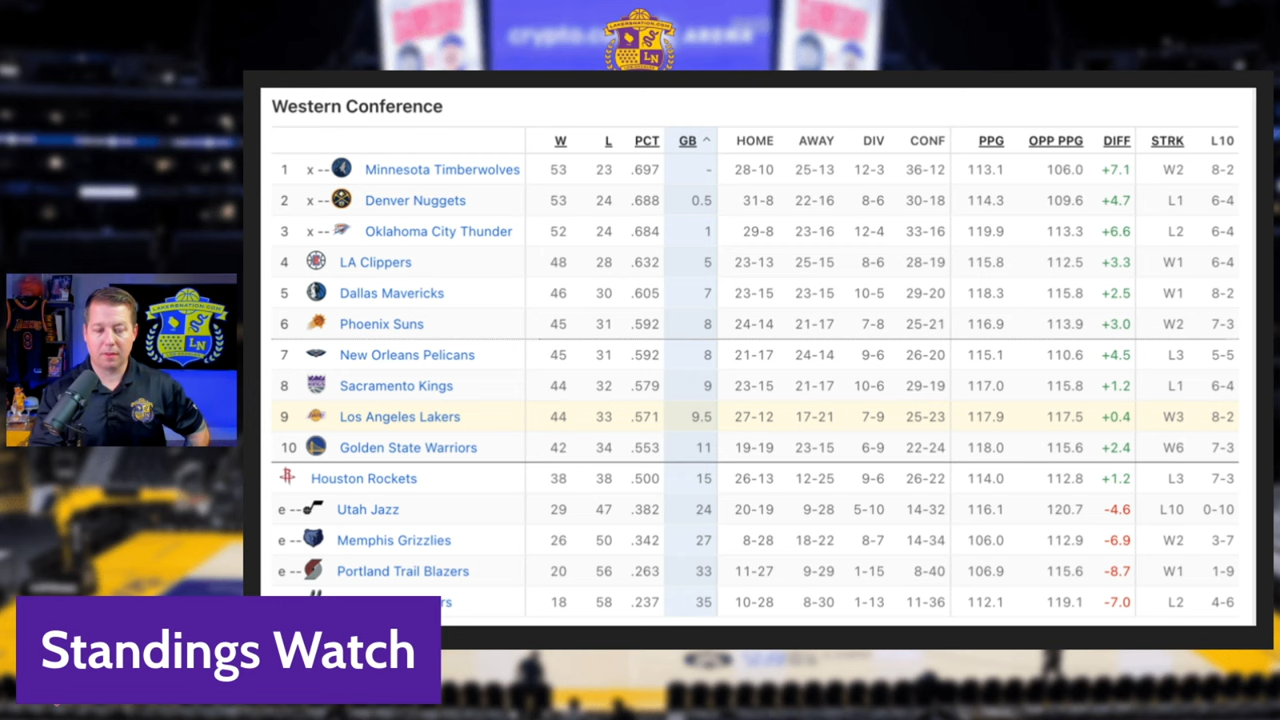 crypto.c ARENA
LAKERSNATION.COM
LN
Western Conference
W L PCT GB ^ HOME AWAY DIV CONF PPG OPP PPG DIFF STRK L10
1 x -- Minnesota Timberwolves 53 23 .697 - 28-10 25-13 12-3 36-12 113.1 106.0 +7.1 W2 8-2
2 x -- Denver Nuggets 53 24 .688 0.5 31-8 22-16 8-6 30-18 114.3 109.6 +4.7 L1 6-4
3 x -- Oklahoma City Thunder 52 24 .684 1 29-8 23-16 12-4 33-16 119.9 113.3 +6.6 L2 6-4
4 LA Clippers 48 28 .632 5 23-13 25-15 8-6 28-19 115.8 112.5 +3.3 W1 6-4
5 Dallas Mavericks 46 30 .605 7 23-15 23-15 10-5 29-20 118.3 115.8 +2.5 W1 8-2
6 Phoenix Suns 45 31 .592 8 24-14 21-17 7-8 25-21 116.9 113.9 +3.0 W2 7-3
7 New Orleans Pelicans 45 31 .592 8 21-17 24-14 9-6 26-20 115.1 110.6 +4.5 L3 5-5
8 Sacramento Kings 44 32 .579 9 23-15 21-17 10-6 29-19 117.0 115.8 +1.2 L1 6-4
9 Los Angeles Lakers 44 33 .571 9.5 27-12 17-21 7-9 25-23 117.9 117.5 +0.4 W3 8-2
10 Golden State Warriors 42 34 .553 11 19-19 23-15 6-9 22-24 118.0 115.6 +2.4 W6 7-3
Houston Rockets 38 38 .500 15 26-13 12-25 9-6 26-22 114.0 112.8 +1.2 L3 7-3
e -- Utah Jazz 29 47 .382 24 20-19 9-28 5-10 14-32 116.1 120.7 -4.6 L10 0-10
e -- Memphis Grizzlies 26 50 .342 27 8-28 18-22 8-7 14-34 106.0 112.9 -6.9 W2 3-7
e -- Portland Trail Blazers 20 56 .263 33 11-27 9-29 1-15 8-40 106.9 115.6 -8.7 W1 1-9
rs 18 58 .237 35 10-28 8-30 1-13 11-36 112.1 119.1 -7.0 L2 4-6
LAKERSNATION.COM
LN
Standings Watch